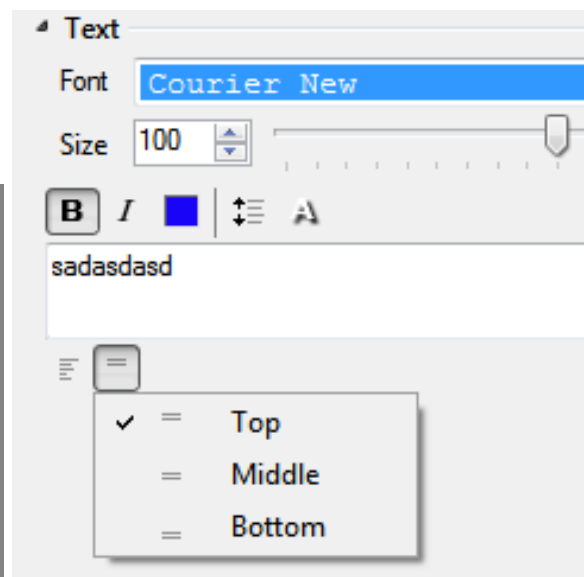 Text
Font Courier New
Size 100
B I A
sadasdasd
Top
Middle
Bottom